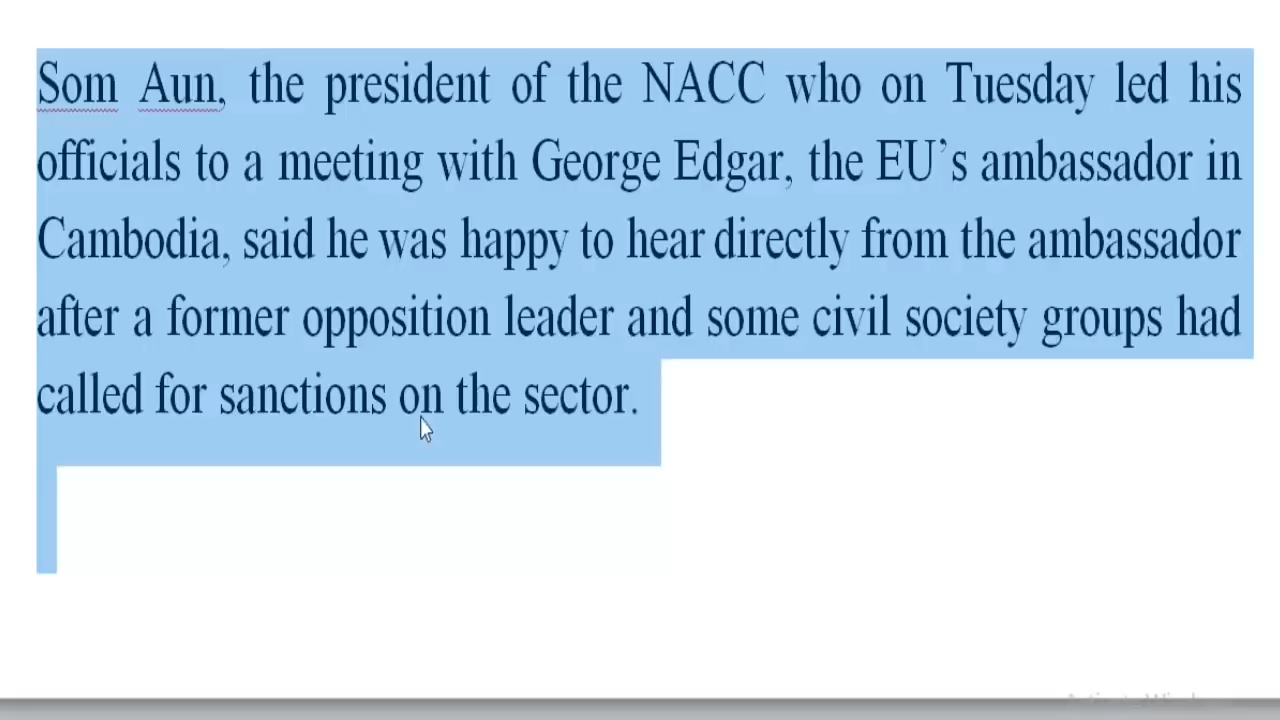 Som Aun, the president of the NACC who on Tuesday led his
officials to a meeting with George Edgar, the EU’s ambassador in
Cambodia, said he was happy to hear directly from the ambassador
after a former opposition leader and some civil society groups had
called for sanctions on the sector.